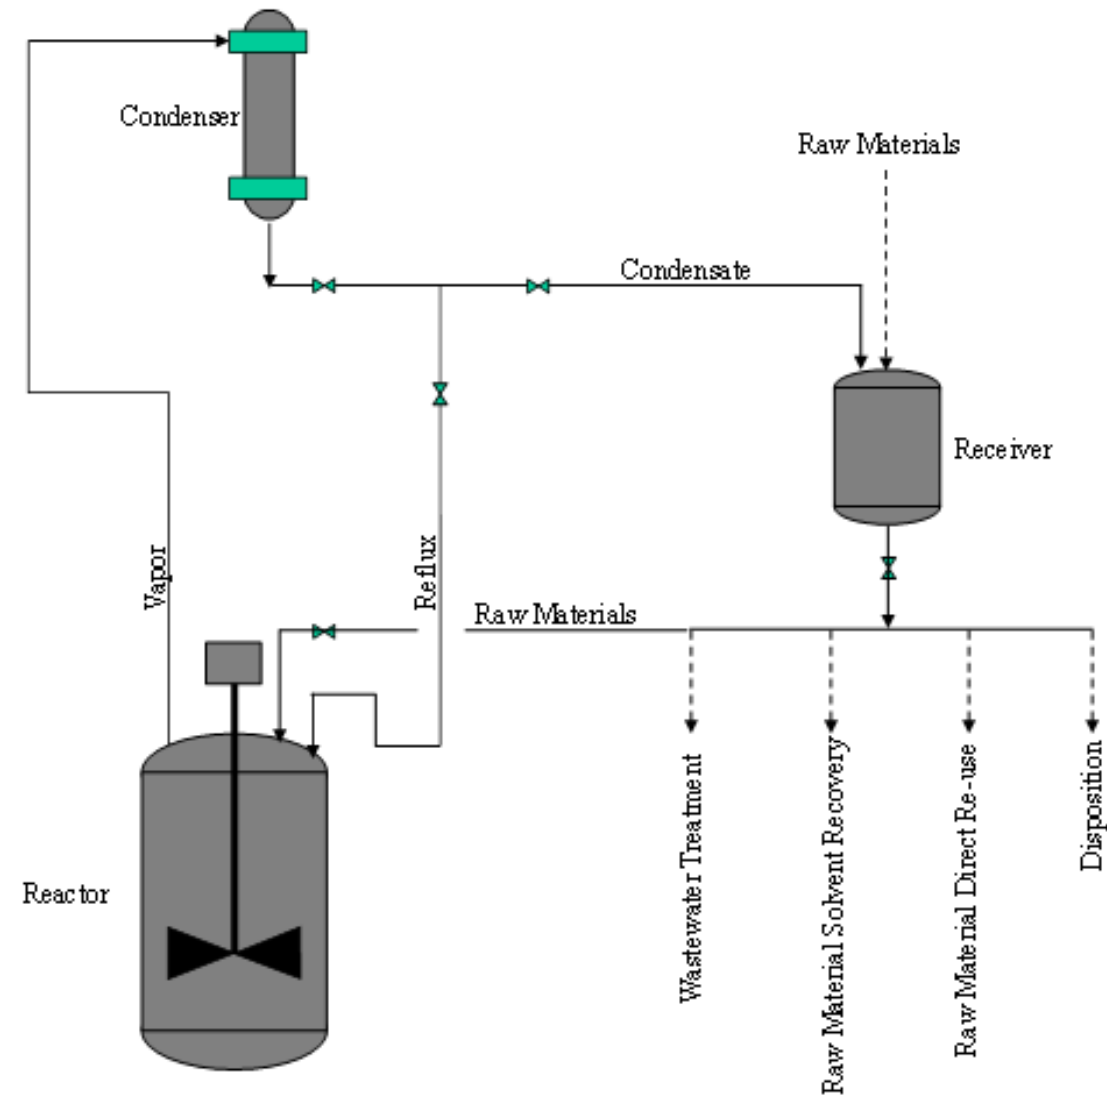 Condenser
Raw Materials
Condensate
Receiver
Vapor
Reflux
Raw Materials
Reactor
Wastewater Treatment
Raw Material Solvent Recovery
Raw Material Direct Re-use
Disposition